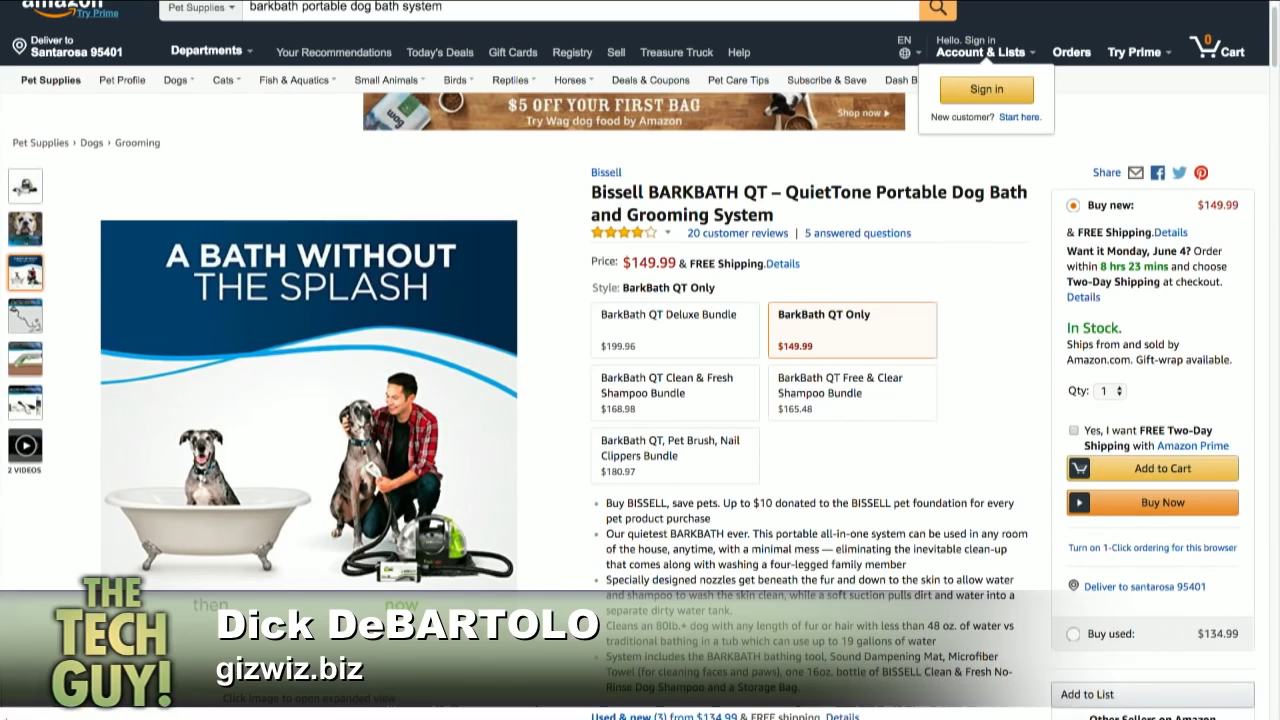 amazon
Try Prime
Pet Supplies
barkbath portable dog bath system
Deliver to
Santarosa 95401
Departments
Your Recommendations
Today's Deals
Gift Cards
Registry
Sell
Treasure Truck
Help
EN
Hello. Sign in
Account & Lists
Orders
Try Prime
0
Cart
Pet Supplies
Pet Profile
Dogs
Cats
Fish & Aquatics
Small Animals
Birds
Reptiles
Horses
Deals & Coupons
Pet Care Tips
Subscribe & Save
Dash B
Sign in
New customer? Start here.
$5 OFF YOUR FIRST BAG
Try Wag dog food by Amazon
Shop now
Pet Supplies › Dogs › Grooming
2 VIDEOS
A BATH WITHOUT
THE SPLASH
then
now
Click image to open expanded view
Bissell
Bissell BARKBATH QT – QuietTone Portable Dog Bath
and Grooming System
20 customer reviews | 5 answered questions
Price: $149.99 & FREE Shipping.Details
Style: BarkBath QT Only
BarkBath QT Deluxe Bundle
$199.96
BarkBath QT Only
$149.99
BarkBath QT Clean & Fresh
Shampoo Bundle
$168.98
BarkBath QT Free & Clear
Shampoo Bundle
$165.48
BarkBath QT, Pet Brush, Nail
Clippers Bundle
$180.97
Buy BISSELL, save pets. Up to $10 donated to the BISSELL pet foundation for every
pet product purchase
Our quietest BARKBATH ever. This portable all-in-one system can be used in any room
of the house, anytime, with a minimal mess — eliminating the inevitable clean-up
that comes along with washing a four-legged family member
Specially designed nozzles get beneath the fur and down to the skin to allow water
and shampoo to wash the skin clean, while a soft suction pulls dirt and water into a
separate dirty water tank.
Cleans an 80lb.+ dog with any length of fur or hair with less than 48 oz. of water vs
traditional bathing in a tub which can use up to 19 gallons of water
System includes the BARKBATH bathing tool, Sound Dampening Mat, Microfiber
Towel (for cleaning faces and paws), one 16oz. bottle of BISSELL Clean & Fresh No-
Rinse Dog Shampoo and a Storage Bag.
Used & new (3) from $134.99 & FREE shipping. Details
Share
Buy new:
$149.99
& FREE Shipping.Details
Want it Monday, June 4? Order
within 8 hrs 23 mins and choose
Two-Day Shipping at checkout.
Details
In Stock.
Ships from and sold by
Amazon.com. Gift-wrap available.
Qty: 1
Yes, I want FREE Two-Day
Shipping with Amazon Prime
Add to Cart
Buy Now
Turn on 1-Click ordering for this browser
Deliver to santarosa 95401
Buy used:
$134.99
Add to List
Other Sellers on Amazon
THE
TECH
GUY!
Dick DeBARTOLO
gizwiz.biz